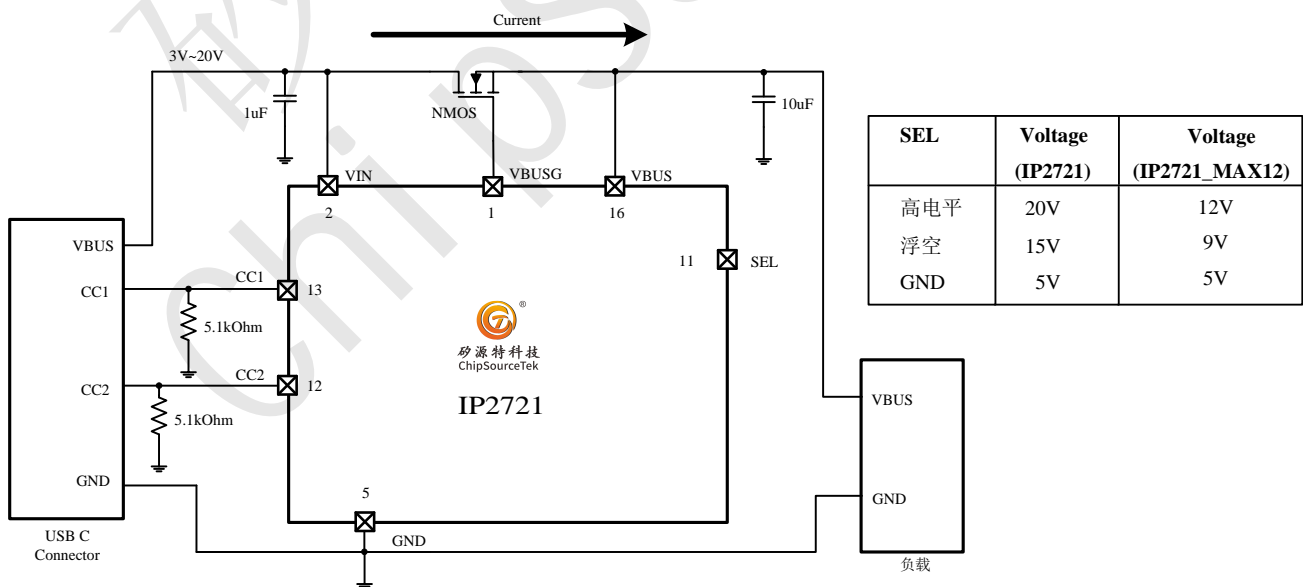 Current
3V~20V
1uF
NMOS
10uF
VIN
VBUSG
VBUS
2
1
16
11
SEL
VBUS
CC1
CC1
13
5.1kOhm
CC2
CC2
12
5.1kOhm
GND
5
GND
USB C
Connector
®
矽源特科技
ChipSourceTek
IP2721
SEL Voltage Voltage
(IP2721) (IP2721_MAX12)
高电平 20V 12V
浮空 15V 9V
GND 5V 5V
VBUS
GND
负载